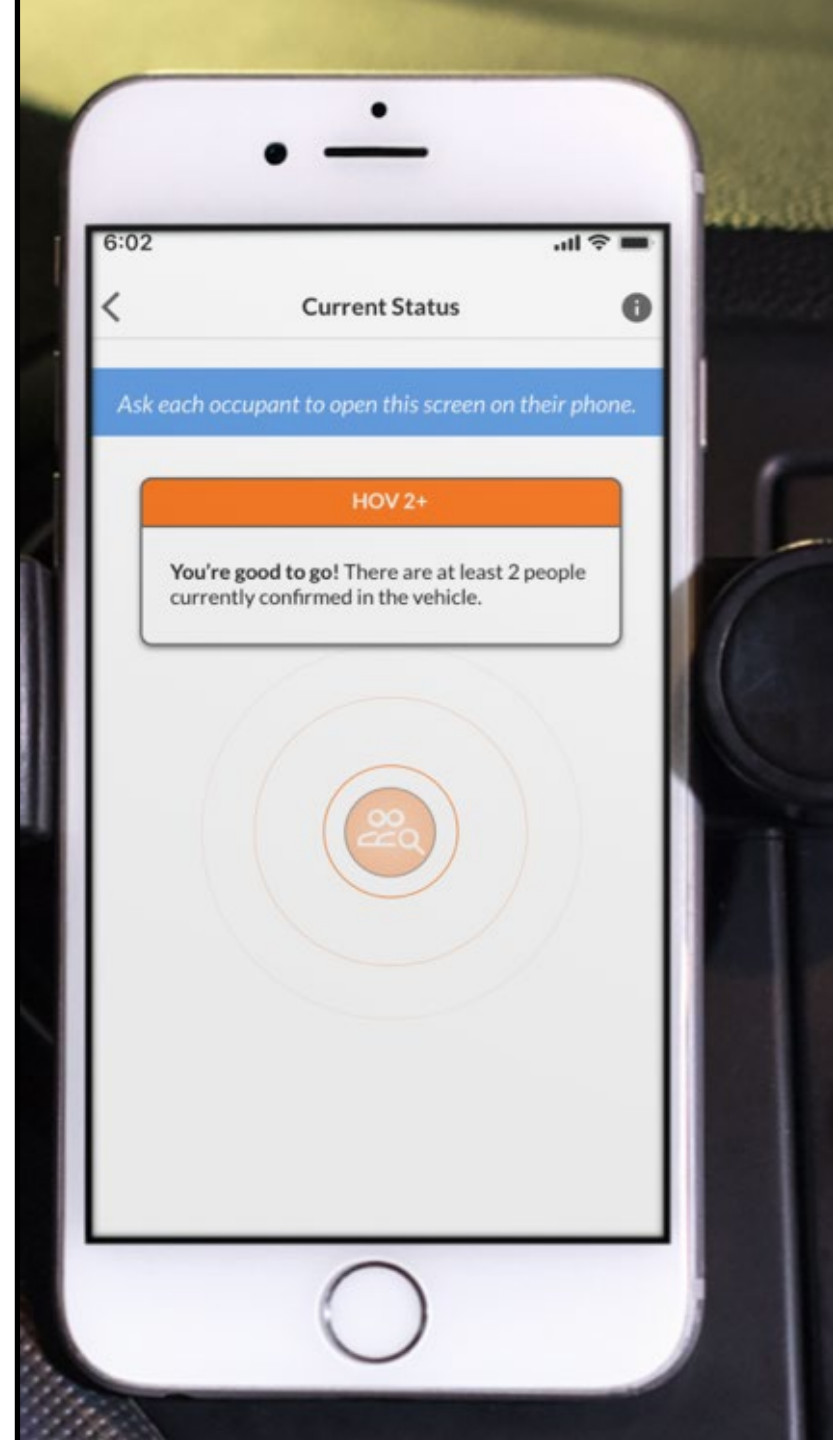 6:02
Current Status
Ask each occupant to open this screen on their phone.
HOV 2+
You're good to go! There are at least 2 people
currently confirmed in the vehicle.